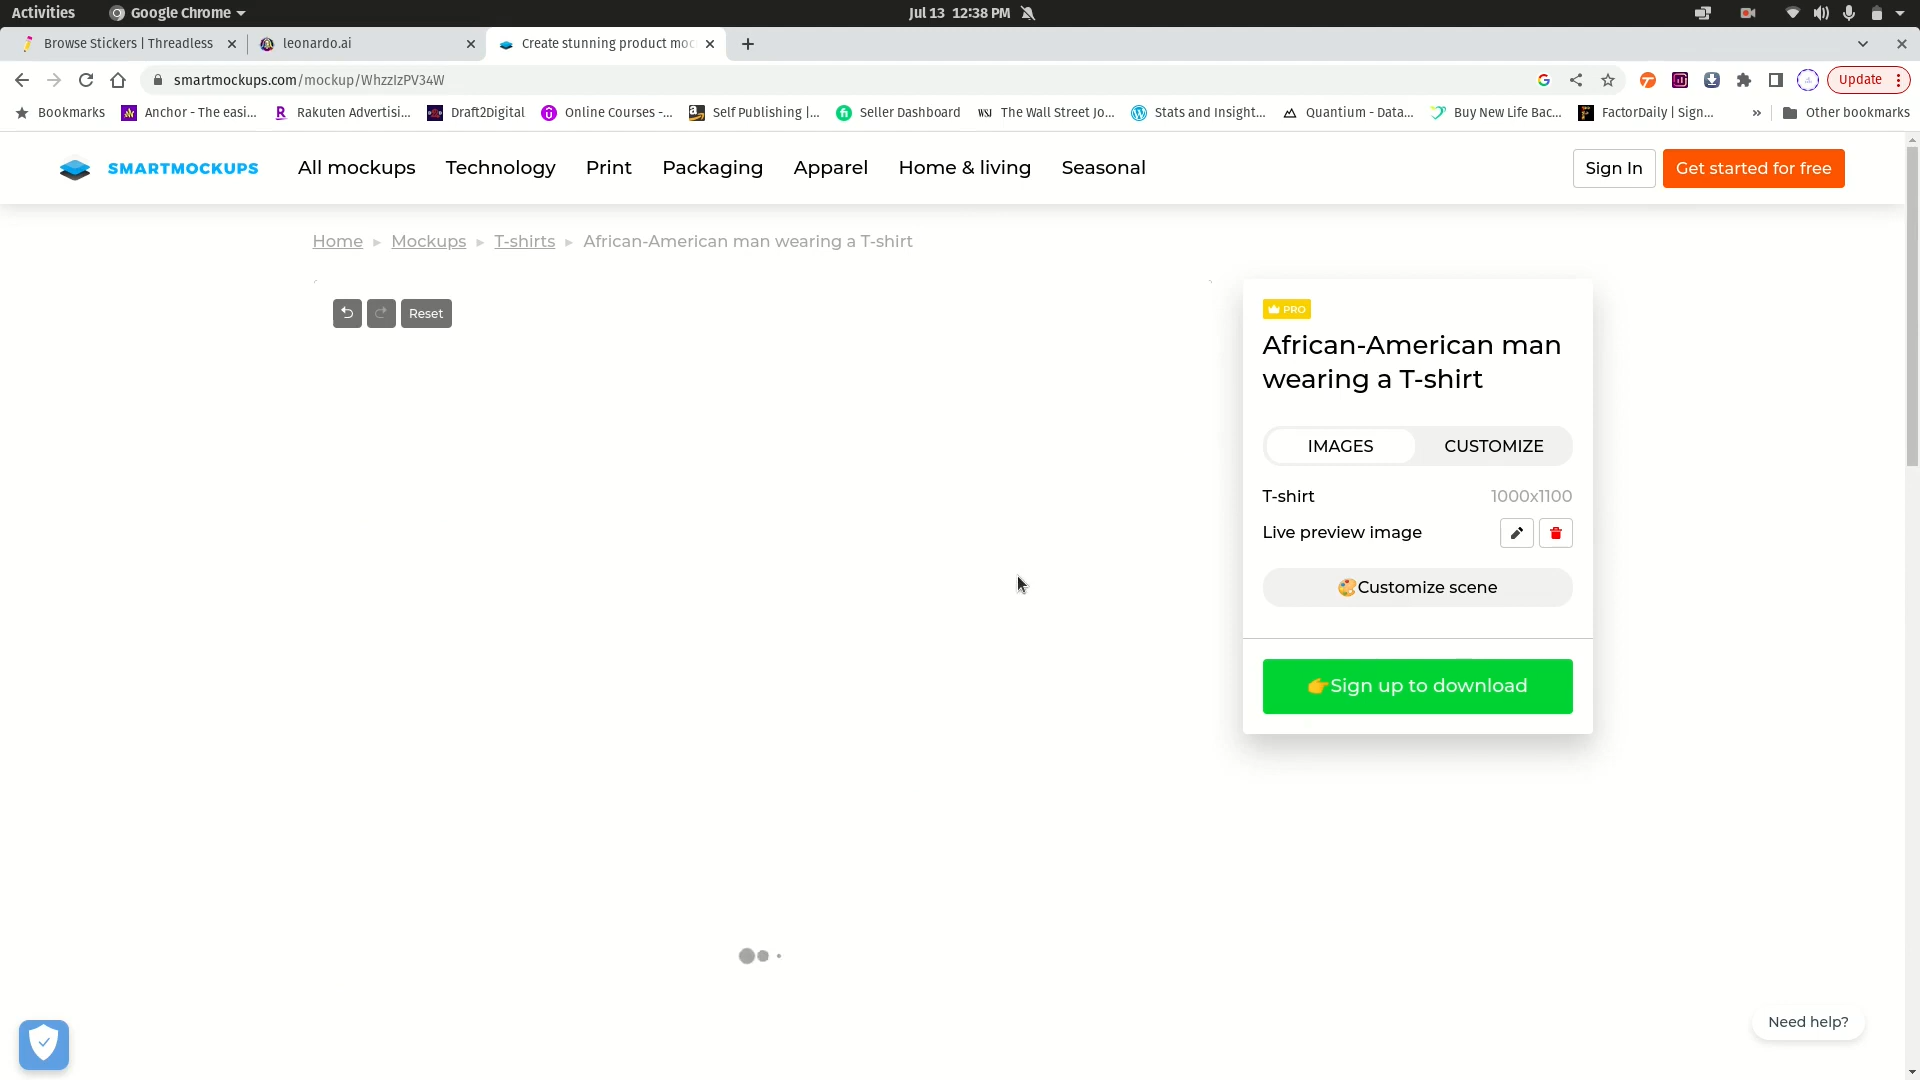 Activities
Google Chrome
Jul 13 12:38 PM
Browse Stickers | Threadless
leonardo.ai
Create stunning product moc
smartmockups.com/mockup/WhzzIzPV34W
Update
Bookmarks
Anchor - The easi...
Rakuten Advertisi...
Draft2Digital
Online Courses -...
Self Publishing |...
Seller Dashboard
The Wall Street Jo...
Stats and Insight...
Quantium - Data...
Buy New Life Bac...
FactorDaily | Sign...
»
Other bookmarks
SMARTMOCKUPS
All mockups
Technology
Print
Packaging
Apparel
Home & living
Seasonal
Sign In
Get started for free
Home ▸ Mockups ▸ T-shirts ▸ African-American man wearing a T-shirt
Reset
PRO
African-American man
wearing a T-shirt
IMAGES
CUSTOMIZE
T-shirt
1000x1100
Live preview image
Customize scene
Sign up to download
Need help?